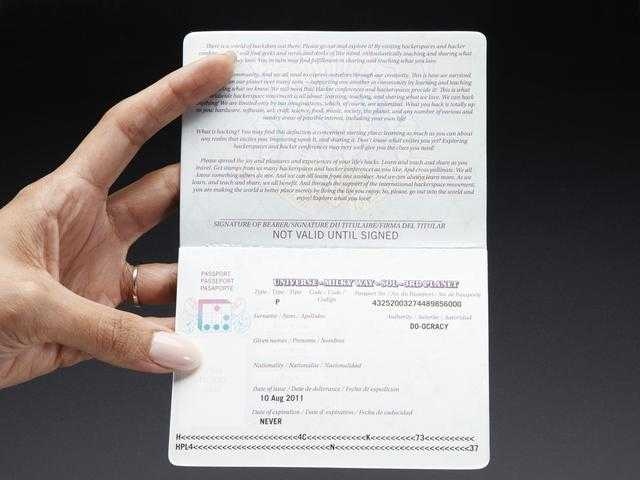 There is a world of hackdom out there. Please go out and explore it! By visiting hackerspaces and hacker
will find geeks and nerds and dorks of like mind, enthusiastically teaching and sharing what
they love. You in turn may find fulfillment in sharing and teaching what you love.
community. And we all need to express ourselves through our creativity. This is how we survived
on our planet over many eons —supporting one another as community by learning and teaching
what we know. We still need this! Hacker conferences and hackerspaces provide it! This is what
hackerspace movement is all about: learning, teaching, and sharing what we love. We can hack
anything! We are limited only by our imaginations, which, of course, are unlimited. What you hack is totally up
to you: hardware, software, art, craft, science, food, music, society, the planet, and any number of various and
sundry areas of possible interest, including your own life!
What is hacking? You may find this definition a convenient starting place: learning as much as you can about
any realm that excites you, improving upon it, and sharing it. Don't know what excites you yet? Exploring
hackerspaces and hacker conferences may very well give you the clues you need!
Please spread the joy and pleasures and experiences of your life's hacks. Learn and teach and share as you
travel. Get stamps from as many hackerspaces and hacker conferences as you like. And cross pollinate. We all
know something others do not. And we can all learn from one another. And we can always learn more. As we
learn, and teach and share, we all benefit. And through the support of the international hackerspace movement,
you are making the world a better place merely by doing the what you enjoy. So, please, go out into the world and
enjoy! Explore what you love!
SIGNATURE OF BEARER/SIGNATURE DU TITULAIRE/FIRMA DEL TITULAR
NOT VALID UNTIL SIGNED
PASSPORT
PASSEPORT
PASAPORTE
UNIVERSE - MILKY WAY - SOL - 3RD PLANET
Type / Type / Tipo Code / Code / Codigo Passport No / No du Passeport / No de Pasaporte
P 43252003274489856000
Surname / Nom / Apellidos Authority / Autorité / Autoridad
DO-OCRACY
Given names / Prénoms / Nombres
Nationality / Nationalité / Nacionalidad
Date of issue / Date de délivrance / Fecha de expedición
10 Aug 2011
Date of expiration / Date d'expiration / Fecha de caducidad
NEVER
H<<<<<<<<<<<<<<<<<<4C<<<<<<<<<K<<<<<<<73<<<<<<<<
HPL4<<<<<<<<<<<<<<<<<<<<<N<<<<<<<<<<<<<<<<<<<37